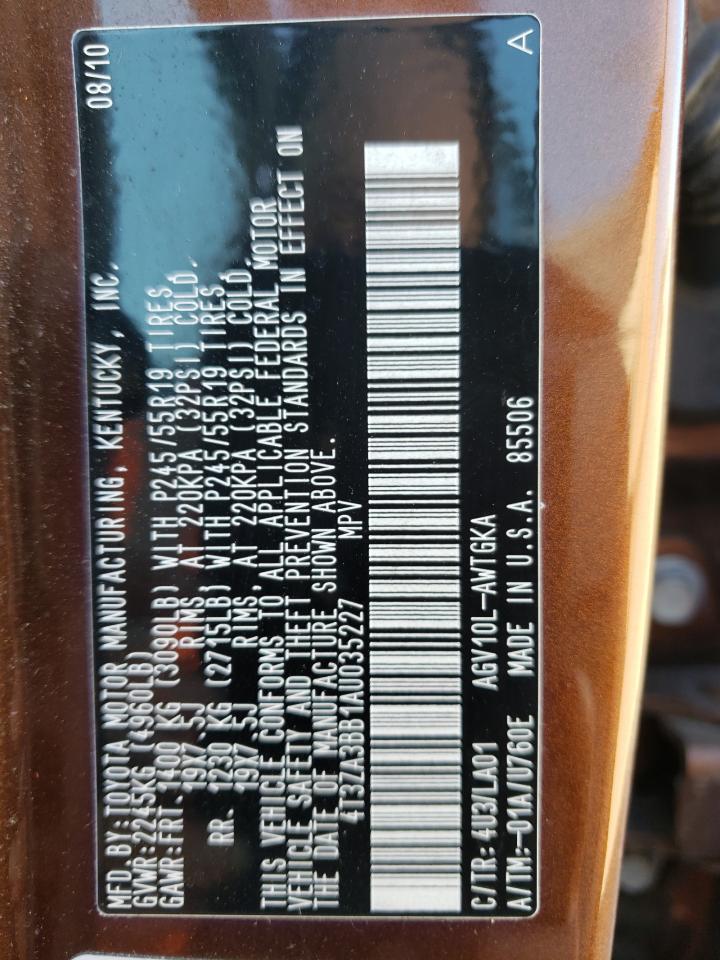 MFD.BY:TOYOTA MOTOR MANUFACTURING, KENTUCKY, INC. 08/10
GVWR:2245KG (4960LB)
GAWR:FRT. 1400 KG (3090LB) WITH P245/55R19 TIRES
19X7.5J RIMS, AT 220KPA (32PSI) COLD.
RR. 1230 KG (2715LB) WITH P245/55R19 TIRES
19X7.5J RIMS, AT 220KPA (32PSI) COLD.
THIS VEHICLE CONFORMS TO ALL APPLICABLE FEDERAL MOTOR
VEHICLE SAFETY AND THEFT PREVENTION STANDARDS IN EFFECT ON
THE DATE OF MANUFACTURE SHOWN ABOVE.
4T3ZA3BB1AU035227 MPV
C/TR:4U3/LA01 AGV10L-AWTGKA
A/TM:-01A/U760E MADE IN U.S.A. 85506 A